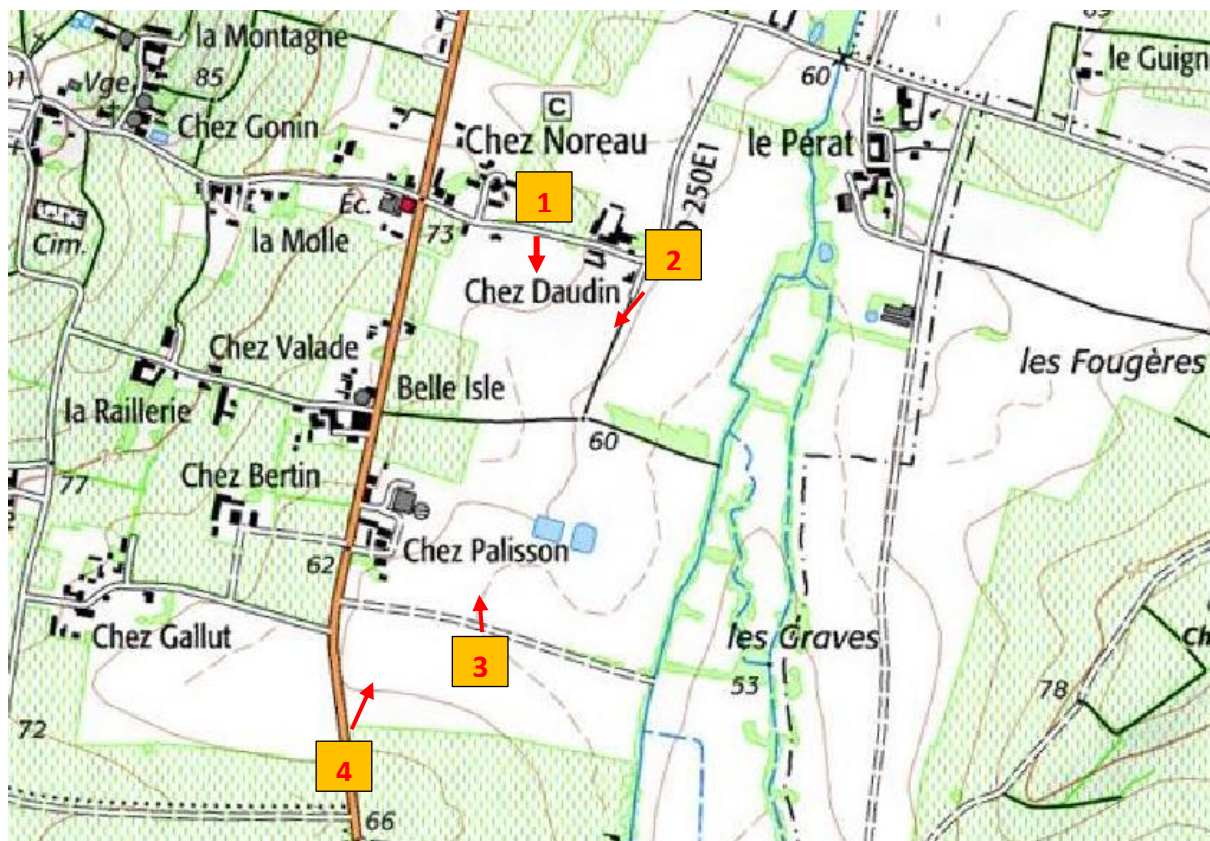 la Montagne
60
le Guign
Vge.
85
Chez Gonin
C
Chez Noreau
le Pérat
D 250E1
1
Éc.
73
la Molle
Cim.
2
Chez Daudin
Chez Valade
les Fougères
Belle Isle
la Raillerie
60
77
Chez Bertin
Chez Palisson
62
Chez Gallut
3
les Graves
Ch
53
78
72
4
66